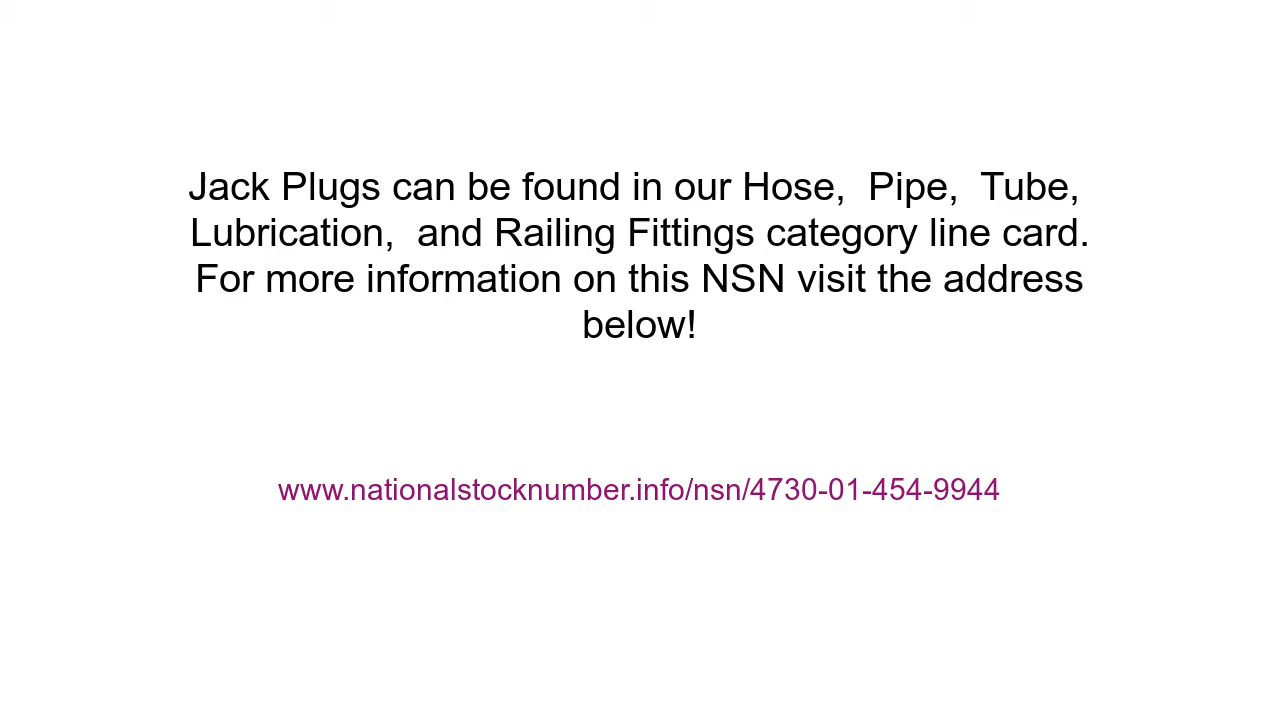 Jack Plugs can be found in our Hose,  Pipe,  Tube,
Lubrication,  and Railing Fittings category line card.
For more information on this NSN visit the address
below!
www.nationalstocknumber.info/nsn/4730-01-454-9944